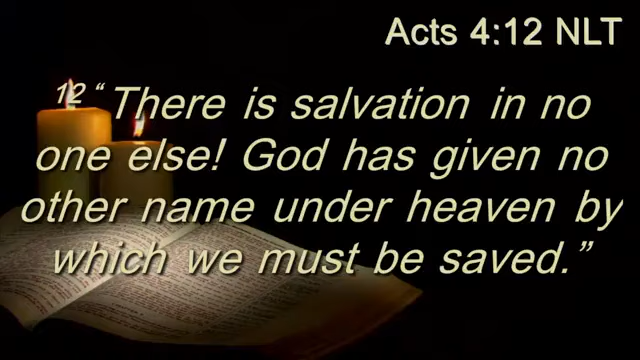 Acts 4:12 NLT
12 “There is salvation in no
one else! God has given no
other name under heaven by
which we must be saved.”